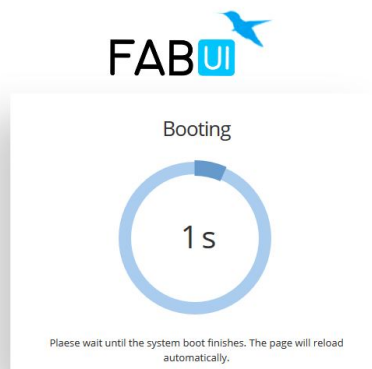 FABUI
Booting
1 s
Plaese wait until the system boot finishes. The page will reload
automatically.